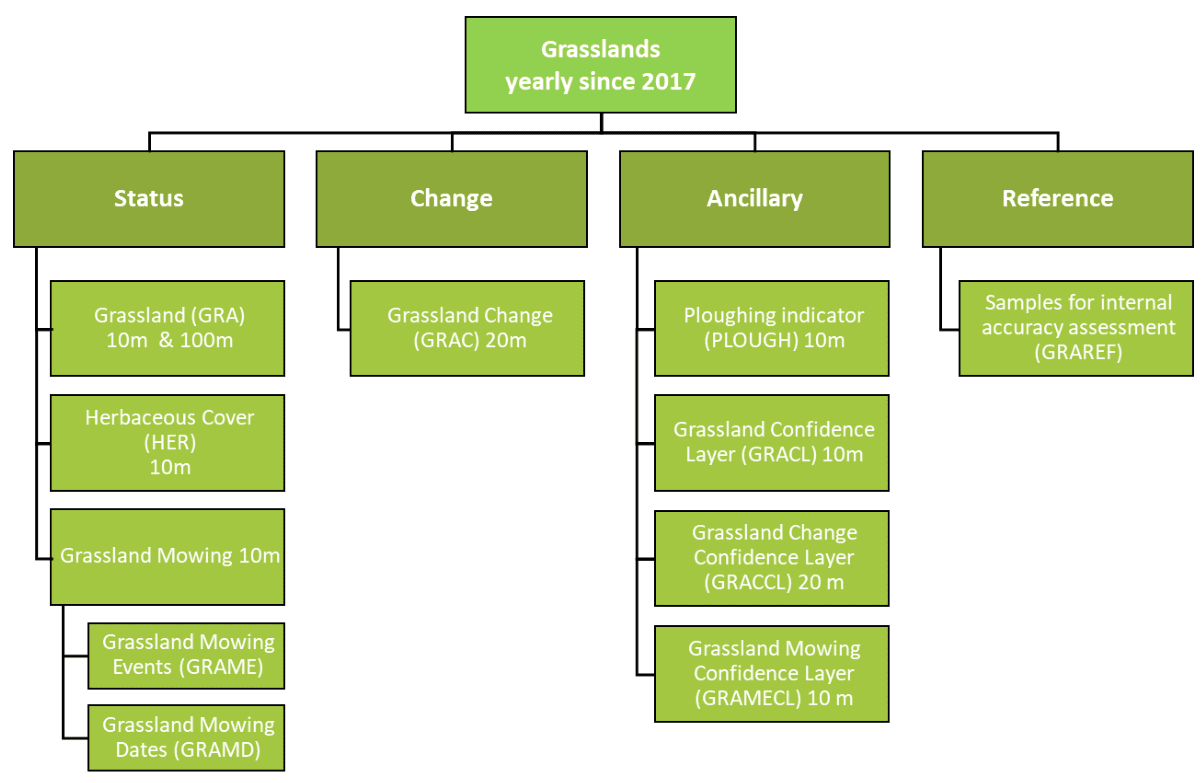 Grasslands
yearly since 2017
Status
Change
Ancillary
Reference
Grassland (GRA)
10m & 100m
Herbaceous Cover
(HER)
10m
Grassland Mowing 10m
Grassland Mowing
Events (GRAME)
Grassland Mowing
Dates (GRAMD)
Grassland Change
(GRAC) 20m
Ploughing indicator
(PLOUGH) 10m
Grassland Confidence
Layer (GRACL) 10m
Grassland Change
Confidence Layer
(GRACCL) 20 m
Grassland Mowing
Confidence Layer
(GRAMECL) 10 m
Samples for internal
accuracy assessment
(GRAREF)